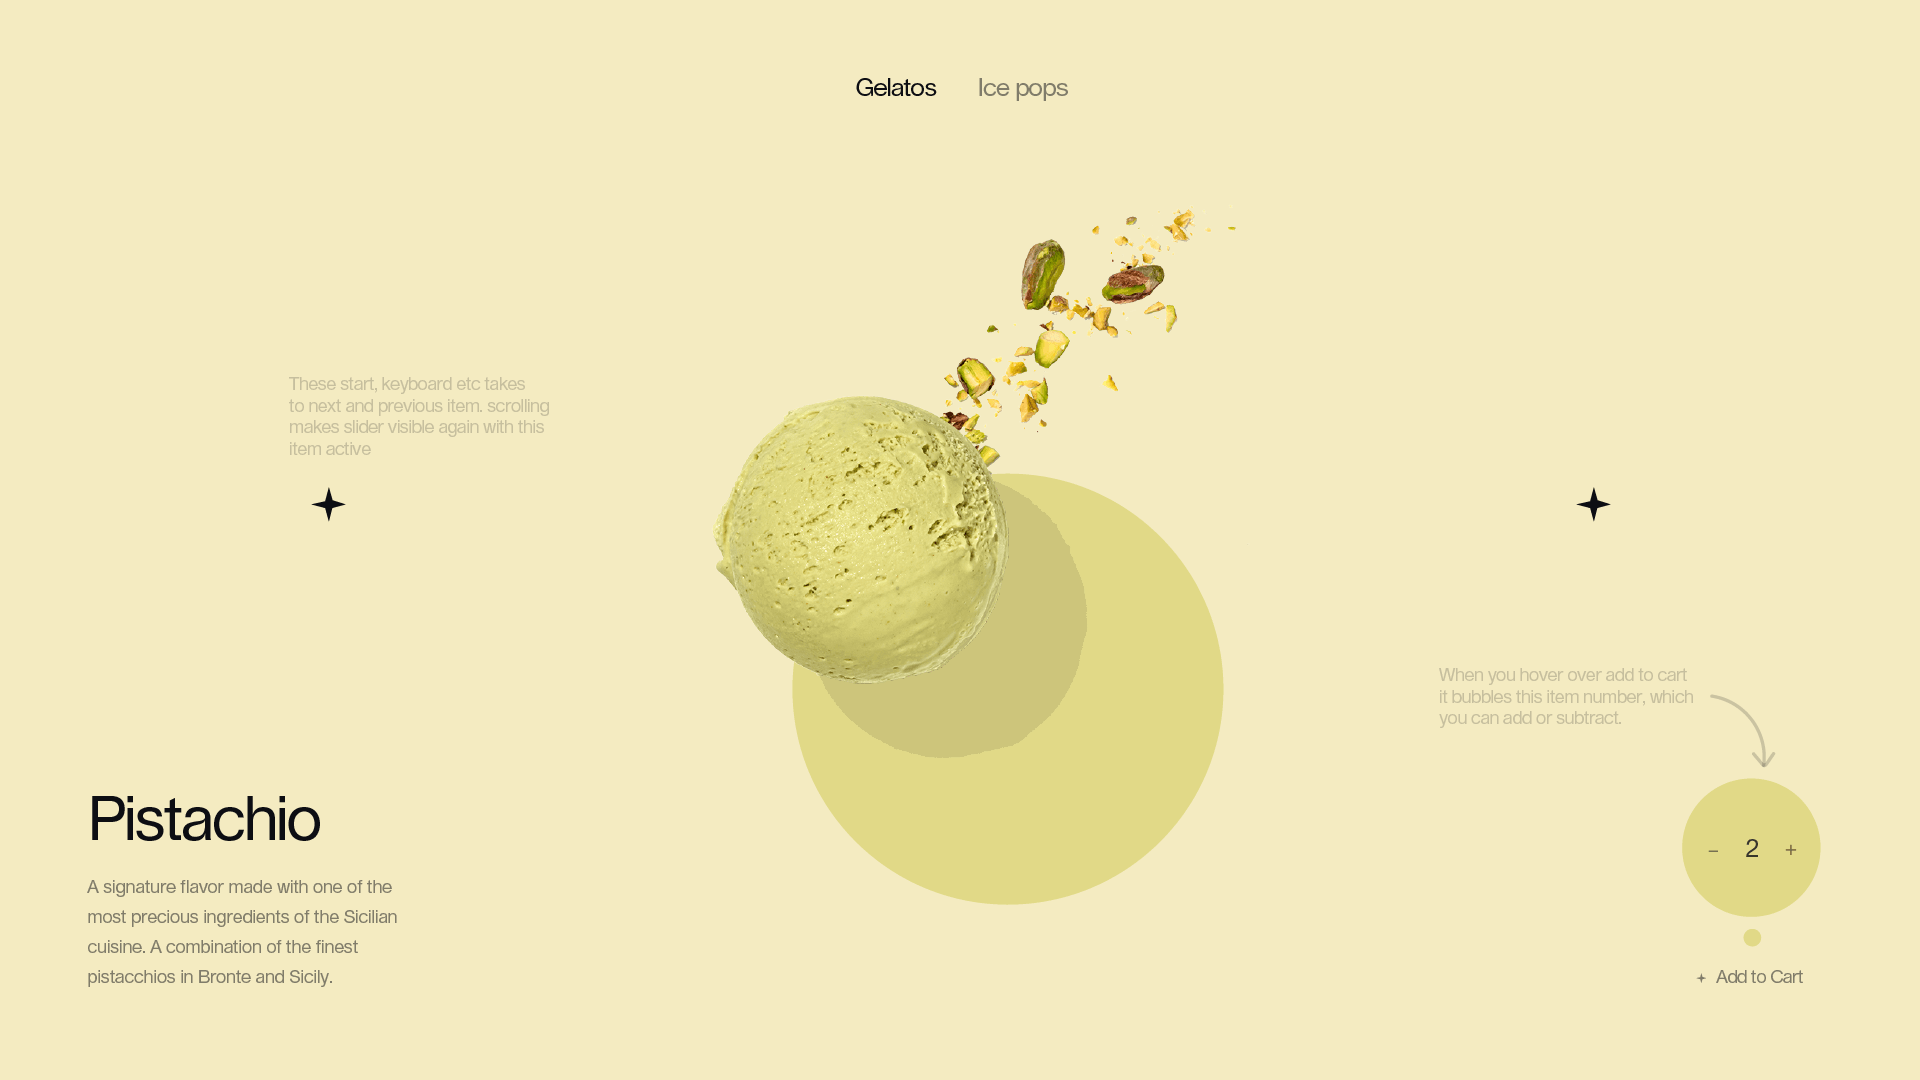 Gelatos
Ice pops
These start, keyboard etc takes
to next and previous item. scrolling
makes slider visible again with this
item active
When you hover over add to cart
it bubbles this item number, which
you can add or subtract.
Pistachio
A signature flavor made with one of the
most precious ingredients of the Sicilian
cuisine. A combination of the finest
pistacchios in Bronte and Sicily.
– 2 +
Add to Cart